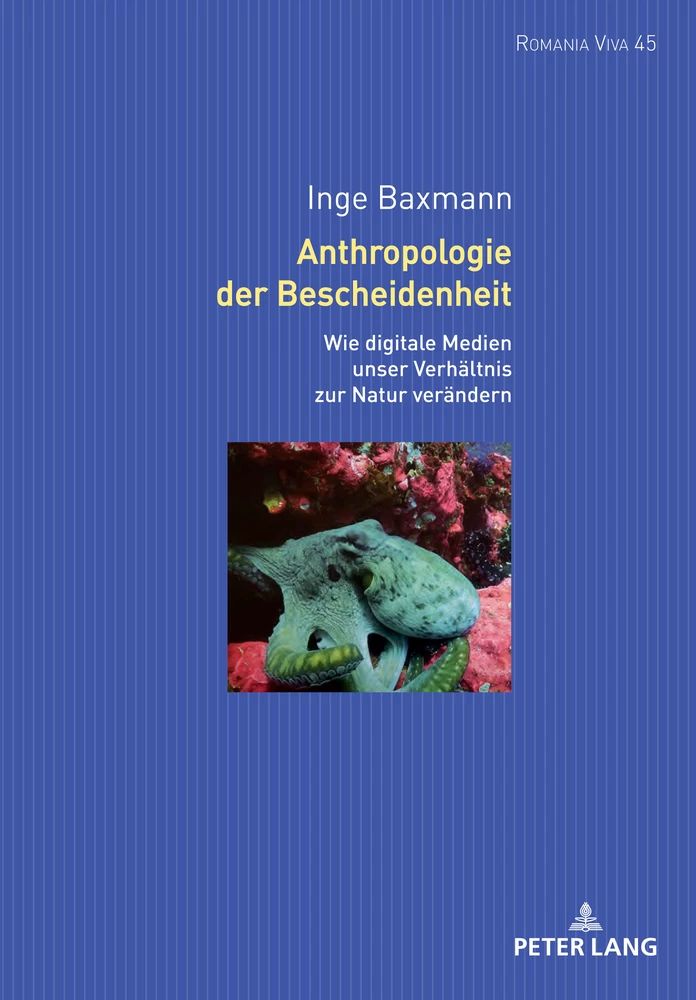 Romania Viva 45
Inge Baxmann
Anthropologie
der Bescheidenheit
Wie digitale Medien
unser Verhältnis
zur Natur verändern
PETER LANG